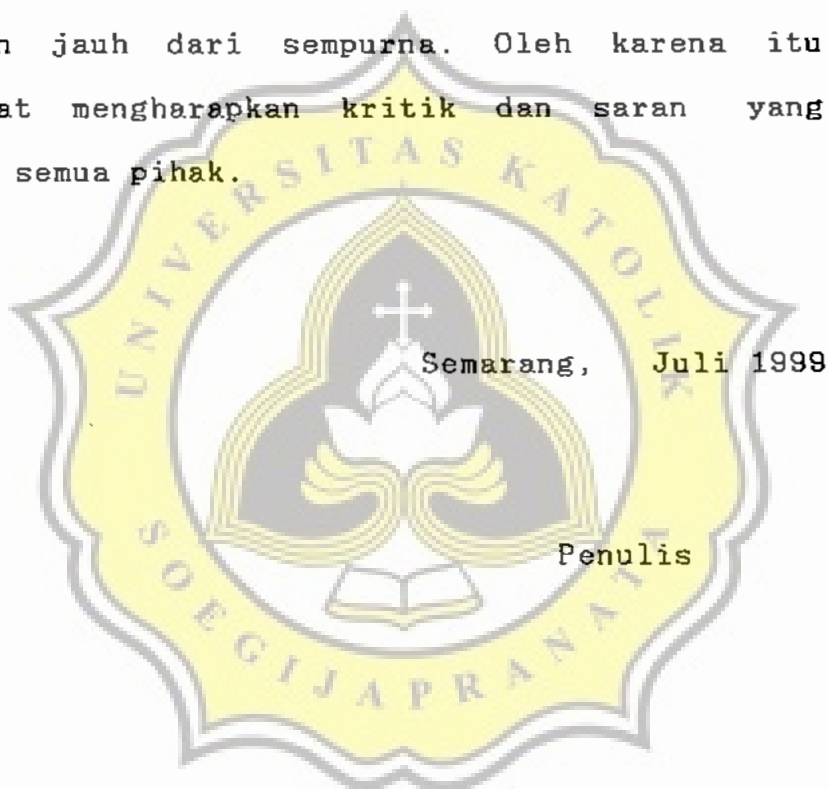 jauh dari sempurna. Oleh karena itu
mengharapkan kritik dan saran yang
semua pihak.
UNIVERSITAS KATOLIK
Semarang, Juli 1999
Penulis
SOEGIJAPRANATA